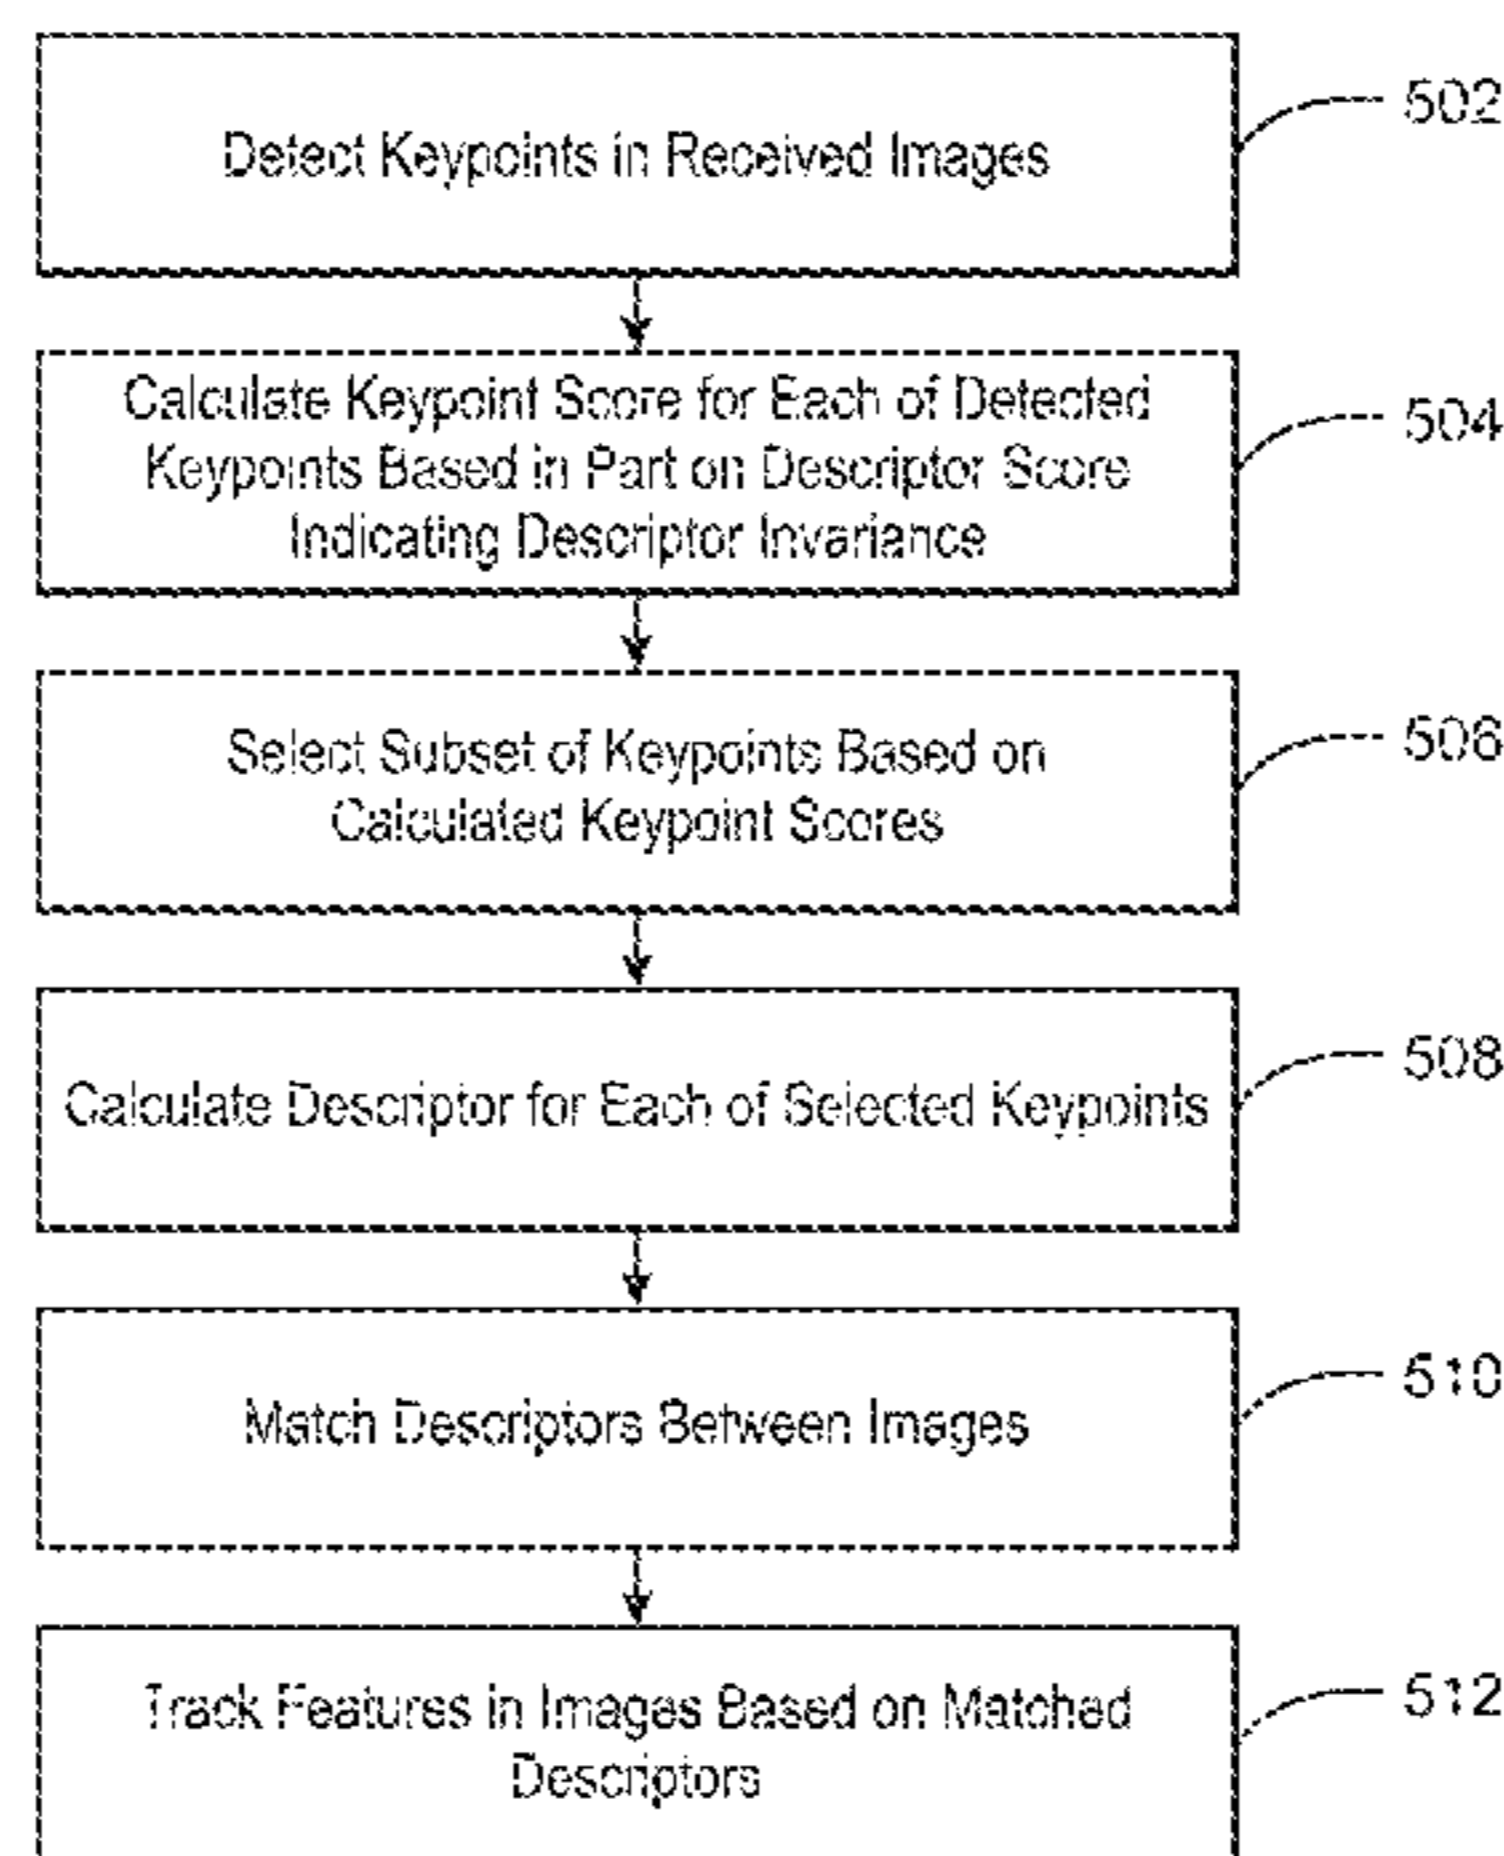 Detect Keypoints in Received Images
502
Calculate Keypoint Score for Each of Detected
Keypoints Based in Part on Descriptor Score
Indicating Descriptor Invariance
504
Select Subset of Keypoints Based on
Calculated Keypoint Scores
506
Calculate Descriptor for Each of Selected Keypoints
508
Match Descriptors Between Images
510
Track Features in Images Based on Matched
Descriptors
512